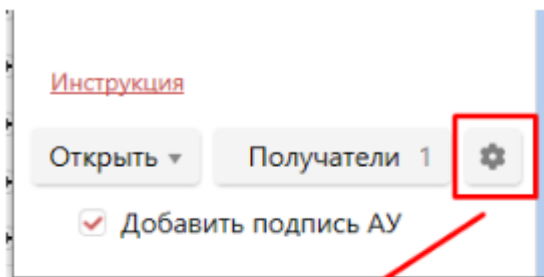 Инструкция
Открыть
Получатели 1
Добавить подпись АУ